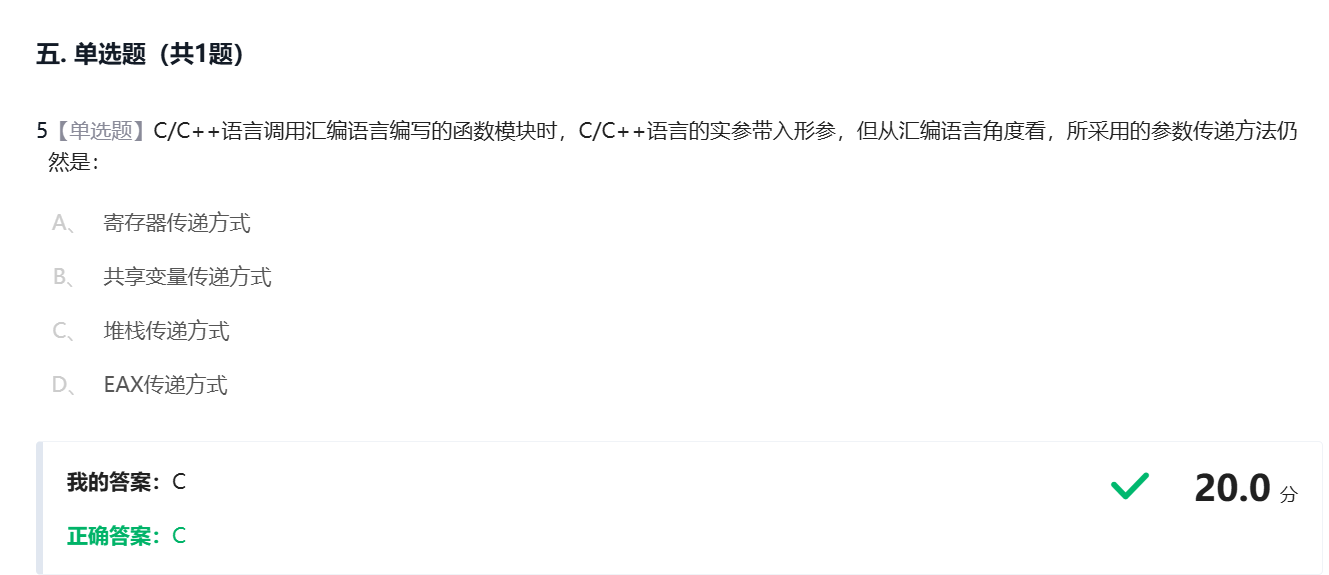 五. 单选题（共1题）
5【单选题】C/C++语言调用汇编语言编写的函数模块时，C/C++语言的实参带入形参，但从汇编语言角度看，所采用的参数传递方法仍
然是：
A、 寄存器传递方式
B、 共享变量传递方式
C、 堆栈传递方式
D、 EAX传递方式
我的答案：C
20.0 分
正确答案：C